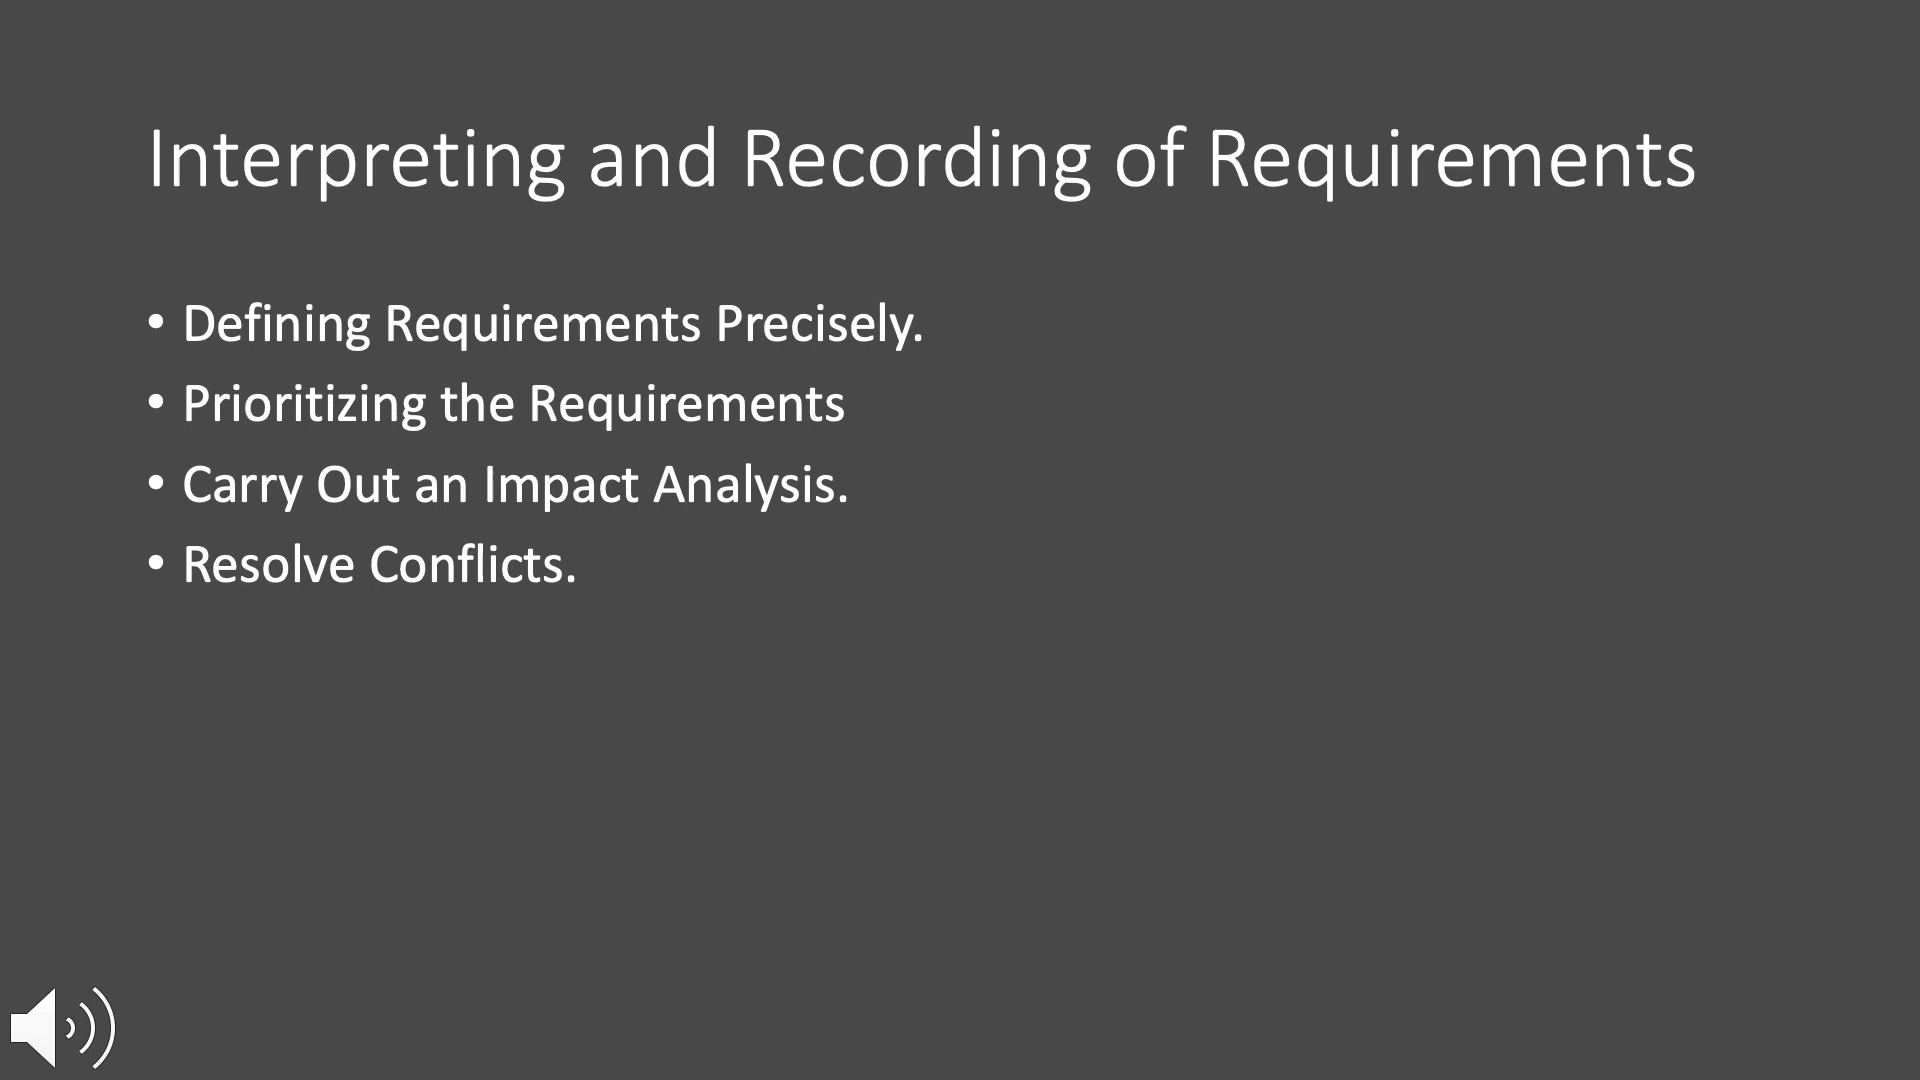 Interpreting and Recording of Requirements
• Defining Requirements Precisely.
• Prioritizing the Requirements
• Carry Out an Impact Analysis.
• Resolve Conflicts.